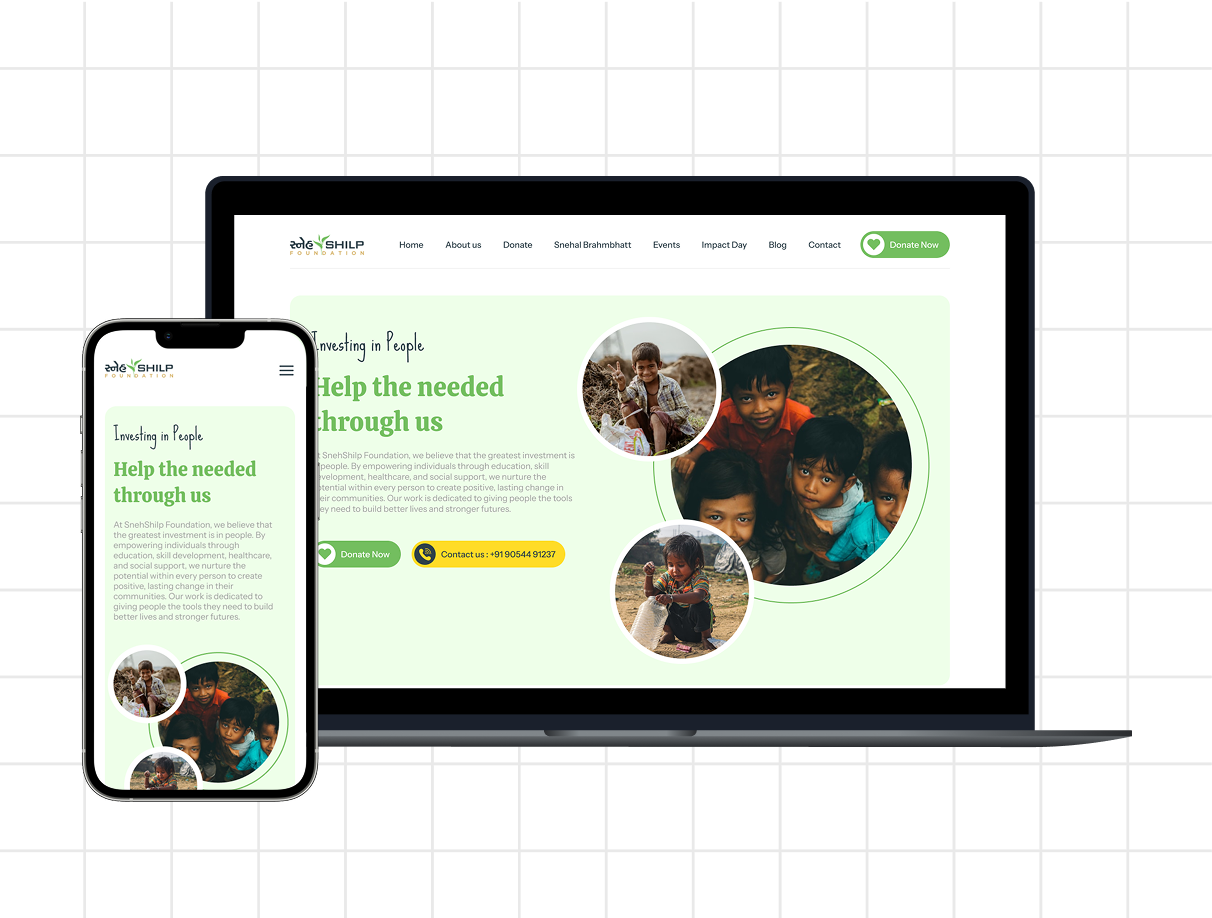 સ્નેહ SHILP
FOUNDATION
Home About us Donate Snehal Brahmbhatt Events Impact Day Blog Contact Donate Now
Investing in People
Help the needed
through us
SnehShilp Foundation, we believe that the greatest investment is
people. By empowering individuals through education, skill
velopment, healthcare, and social support, we nurture the
otential within every person to create positive, lasting change in
eir communities. Our work is dedicated to giving people the tools
ey need to build better lives and stronger futures.
Donate Now Contact us : +91 90544 91237
સ્નેહ SHILP
FOUNDATION
Investing in People
Help the needed
through us
At SnehShilp Foundation, we believe that
the greatest investment is in people. By
empowering individuals through
education, skill development, healthcare,
and social support, we nurture the
potential within every person to create
positive, lasting change in their
communities. Our work is dedicated to
giving people the tools they need to build
better lives and stronger futures.